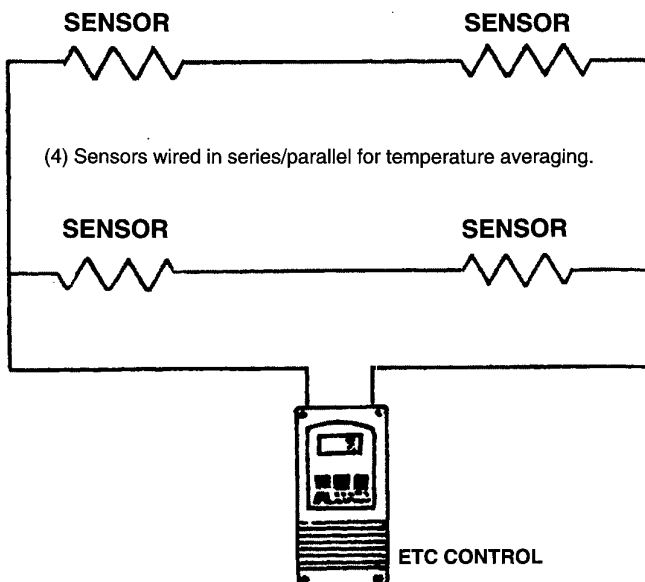 SENSOR SENSOR
(4) Sensors wired in series/parallel for temperature averaging.
SENSOR SENSOR
ETC CONTROL